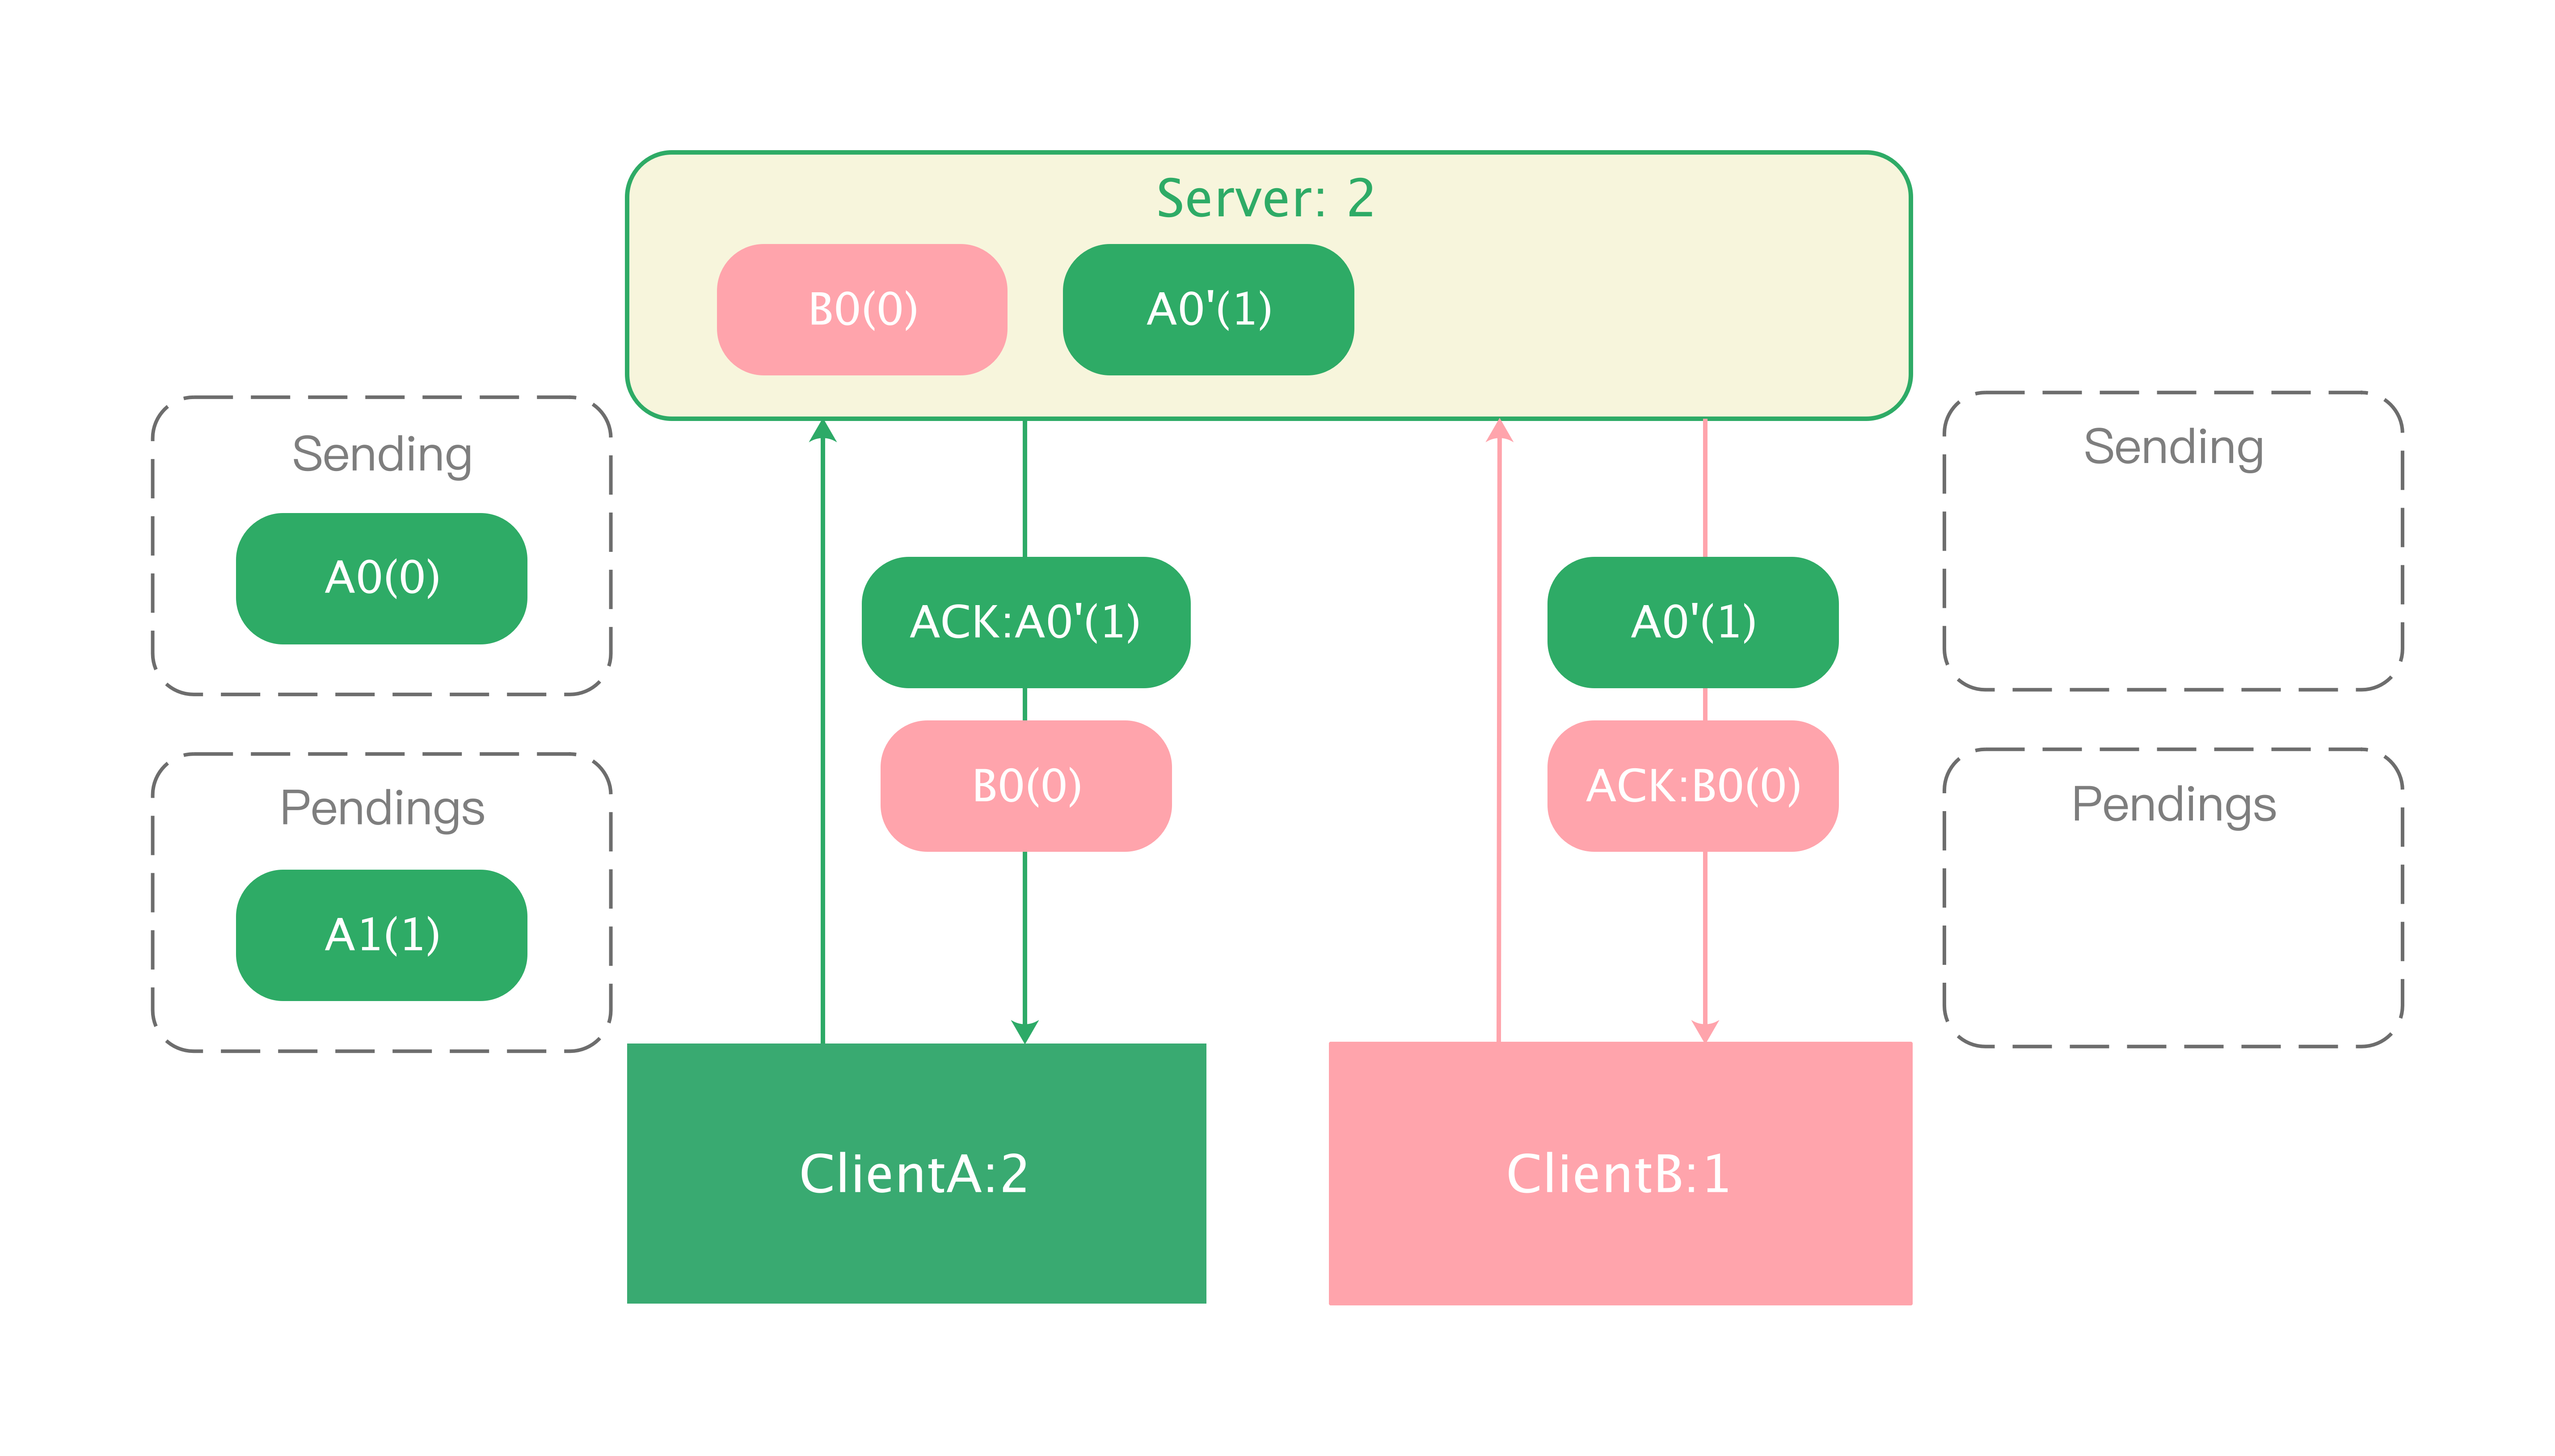 Server: 2
B0(0)
A0'(1)
Sending
A0(0)
Pendings
A1(1)
ACK:A0'(1)
B0(0)
A0'(1)
ACK:B0(0)
Sending
Pendings
ClientA:2
ClientB:1